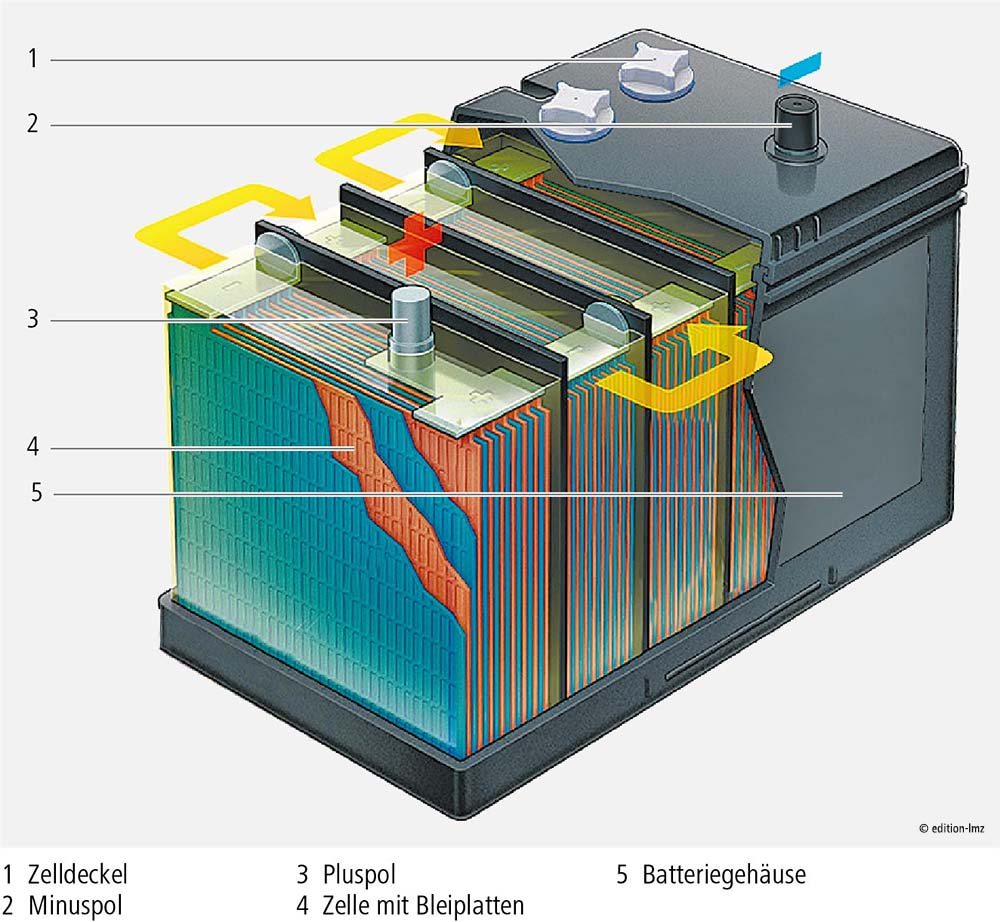 1
2
3
4
5
© edition-lmz
1 Zelldeckel
2 Minuspol
3 Pluspol
4 Zelle mit Bleiplatten
5 Batteriegehäuse